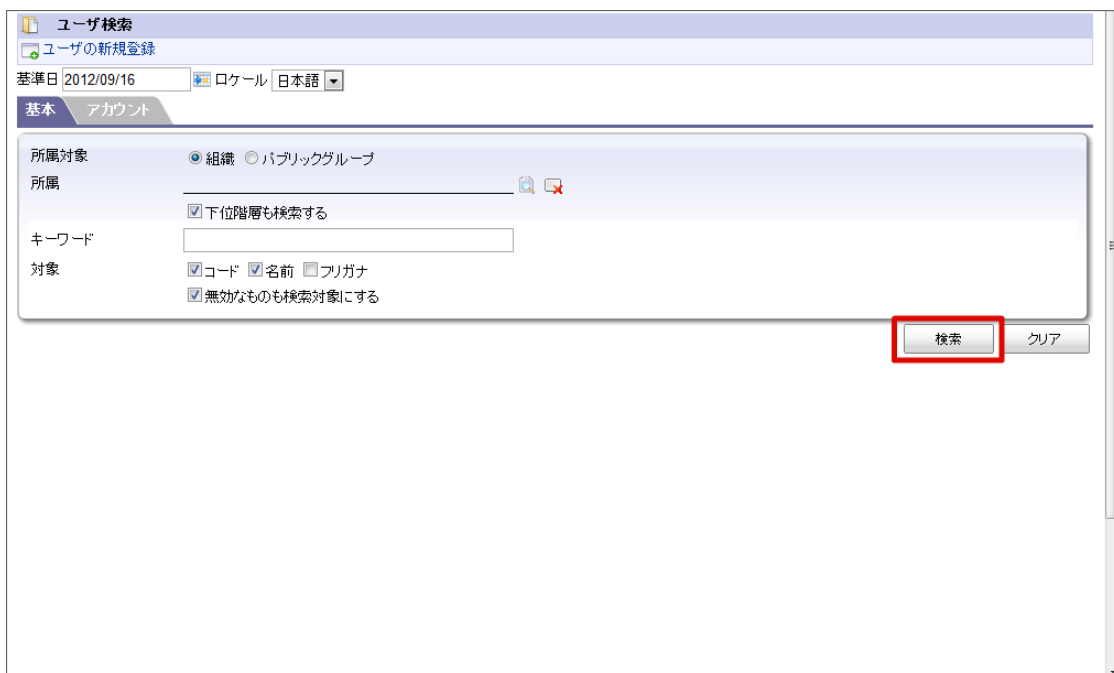 ユーザ検索
ユーザの新規登録
基準日 2012/09/16 ロケール 日本語
基本 アカウント
所属対象 組織 パブリックグループ
所属
下位階層も検索する
キーワード
対象 コード 名前 フリガナ
無効なものも検索対象にする
検索 クリア